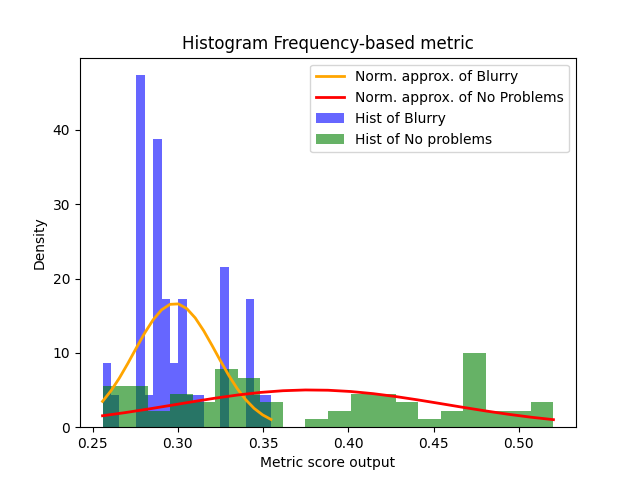 Histogram Frequency-based metric
Norm. approx. of Blurry
Norm. approx. of No Problems
Hist of Blurry
Hist of No problems
Density
40
30
20
10
0
0.25 0.30 0.35 0.40 0.45 0.50
Metric score output